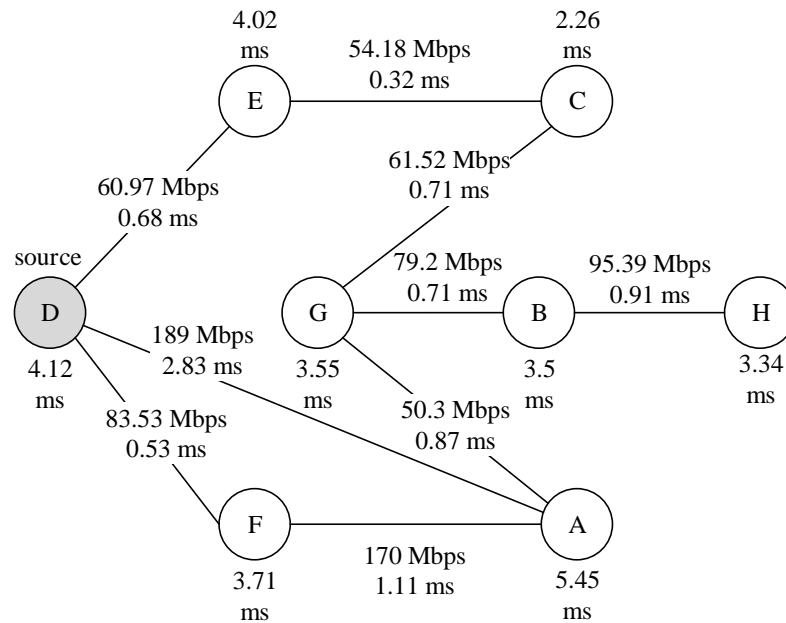 4.02
ms
E
54.18 Mbps
0.32 ms
2.26
ms
C
60.97 Mbps
0.68 ms
61.52 Mbps
0.71 ms
source
D
4.12
ms
G
3.55
ms
79.2 Mbps
0.71 ms
B
3.5
ms
95.39 Mbps
0.91 ms
H
3.34
ms
189 Mbps
2.83 ms
83.53 Mbps
0.53 ms
50.3 Mbps
0.87 ms
F
3.71
ms
170 Mbps
1.11 ms
A
5.45
ms